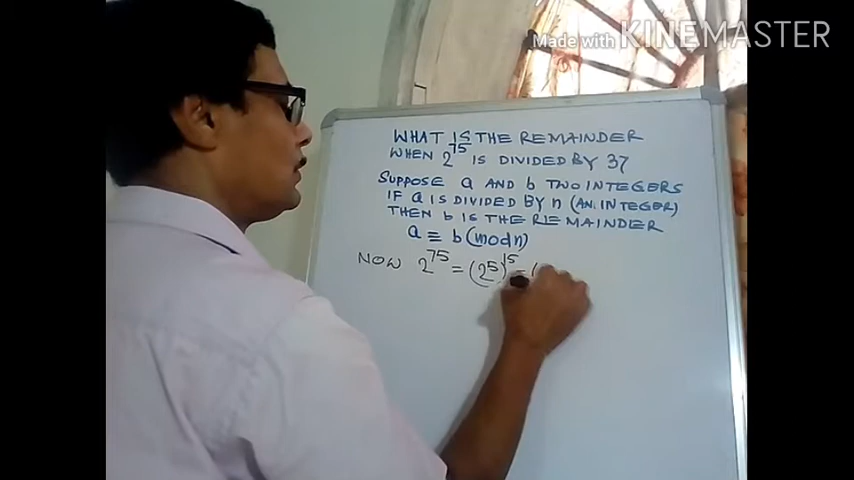 Made with KINEMASTER
WHAT IS THE REMAINDER
WHEN 2^75 IS DIVIDED BY 37
SUPPOSE a AND b TWO INTEGERS
IF a IS DIVIDED BY n (AN INTEGER)
THEN b IS THE REMAINDER
a ≡ b (mod n)
NOW 2^75 = (2^5)^15 = (